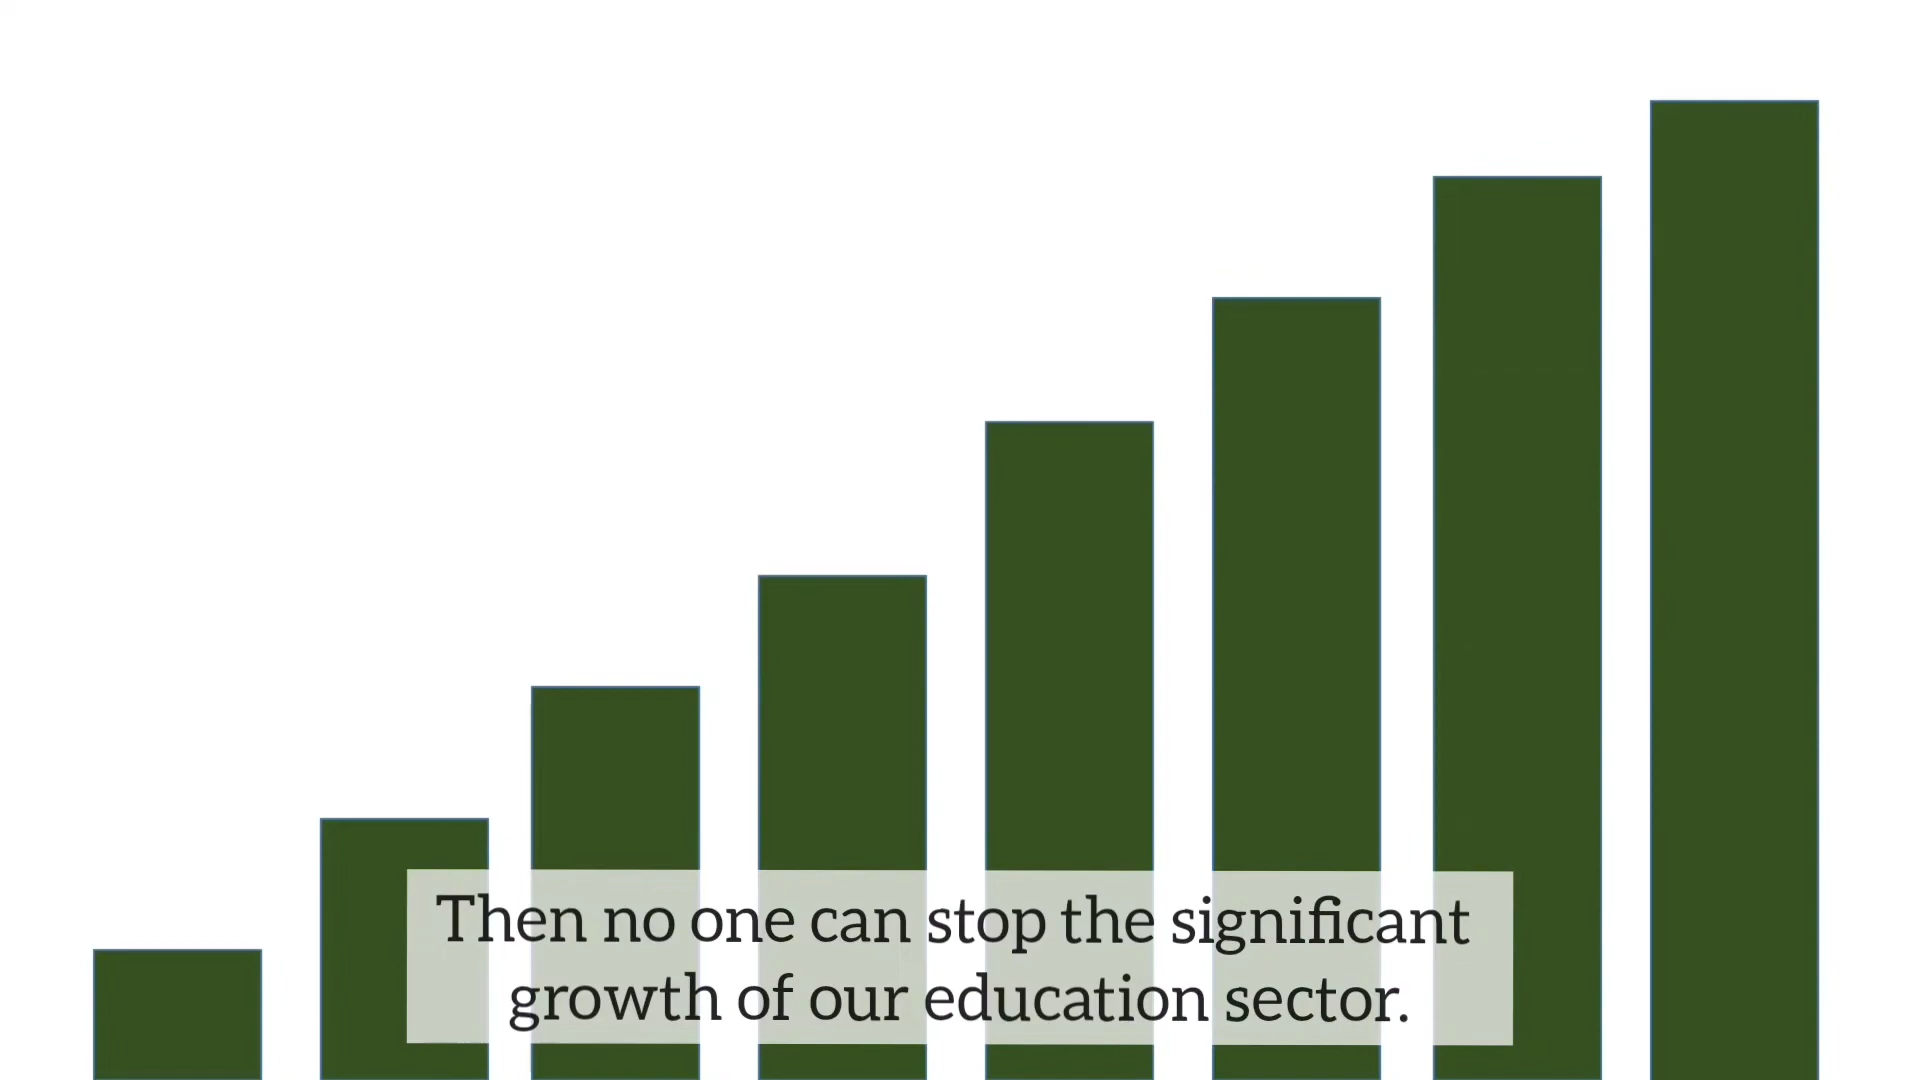 Then no one can stop the significant
growth of our education sector.